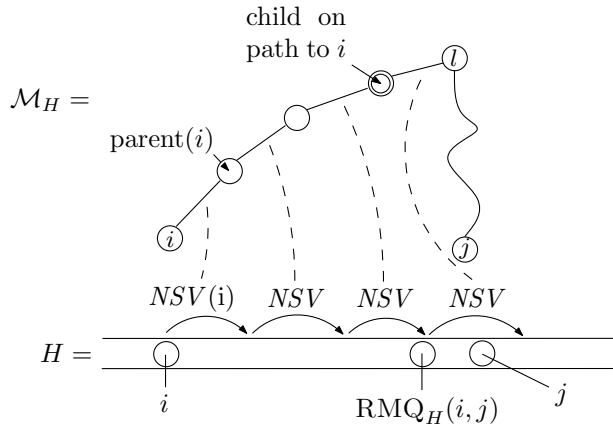 child on
path to i
l
M_H =
parent(i)
i
j
NSV(i) NSV NSV NSV
H =
i
RMQ_H(i, j)
j